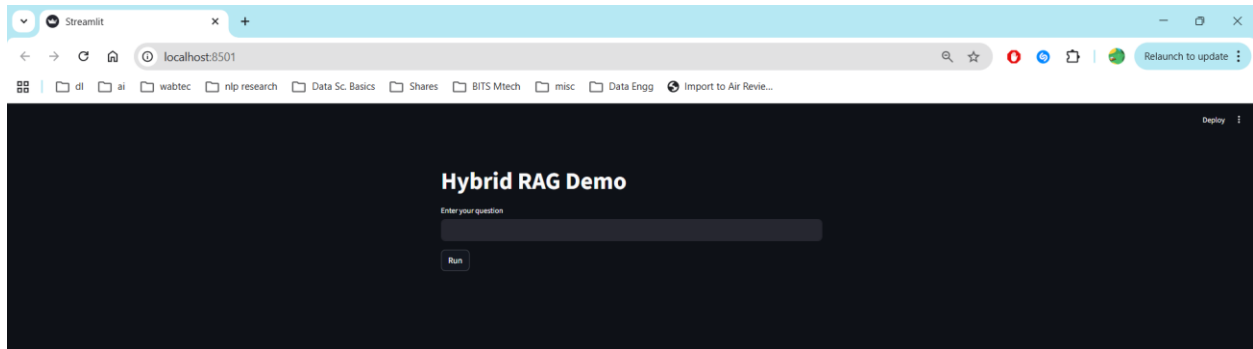 Streamlit
localhost:8501
Relaunch to update
dl ai wabtec nlp research Data Sc. Basics Shares BITS Mtech misc Data Engg Import to Air Revie...
Deploy
Hybrid RAG Demo
Enter your question
Run